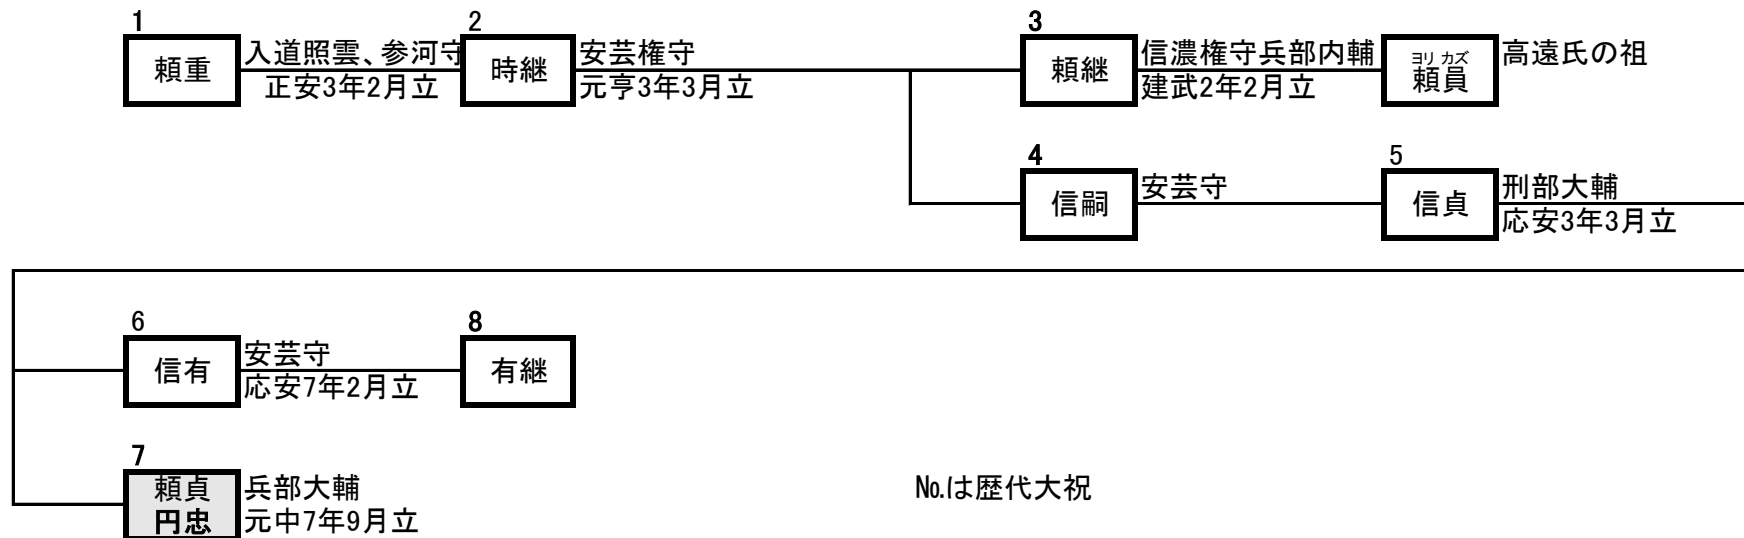 1
頼重
入道照雲、参河守
正安3年2月立
2
時継
安芸権守
元亨3年3月立
3
頼継
信濃権守兵部内輔
建武2年2月立
ヨリ カズ
頼員
高遠氏の祖
4
信嗣
安芸守
5
信貞
刑部大輔
応安3年3月立
6
信有
安芸守
応安7年2月立
8
有継
7
頼貞
円忠
兵部大輔
元中7年9月立
№は歴代大祝